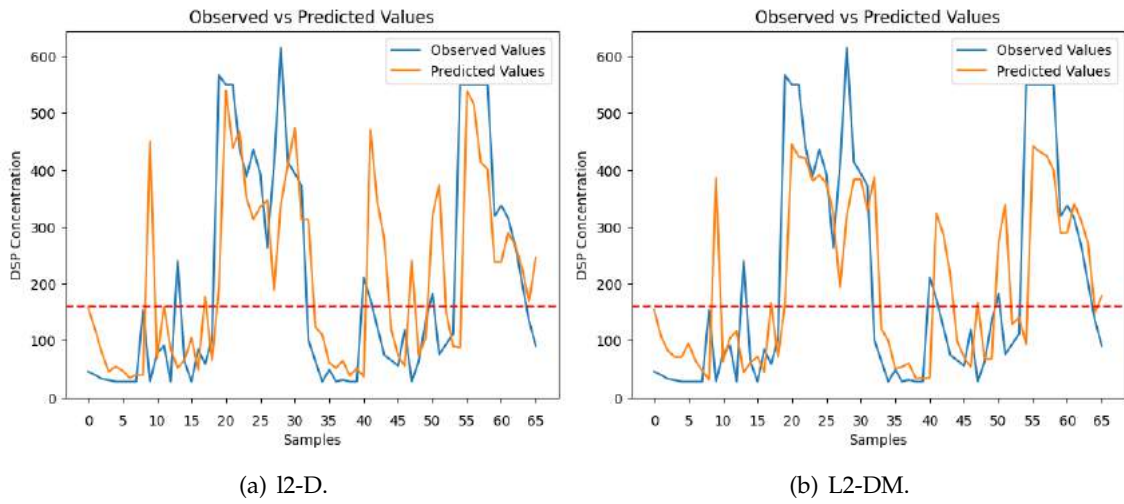 Observed vs Predicted Values
Observed Values
Predicted Values
600
500
400
300
200
100
0
DSP Concentration
0 5 10 15 20 25 30 35 40 45 50 55 60 65
Samples
(a) l2-D.
Observed vs Predicted Values
Observed Values
Predicted Values
600
500
400
300
200
100
0
DSP Concentration
0 5 10 15 20 25 30 35 40 45 50 55 60 65
Samples
(b) L2-DM.